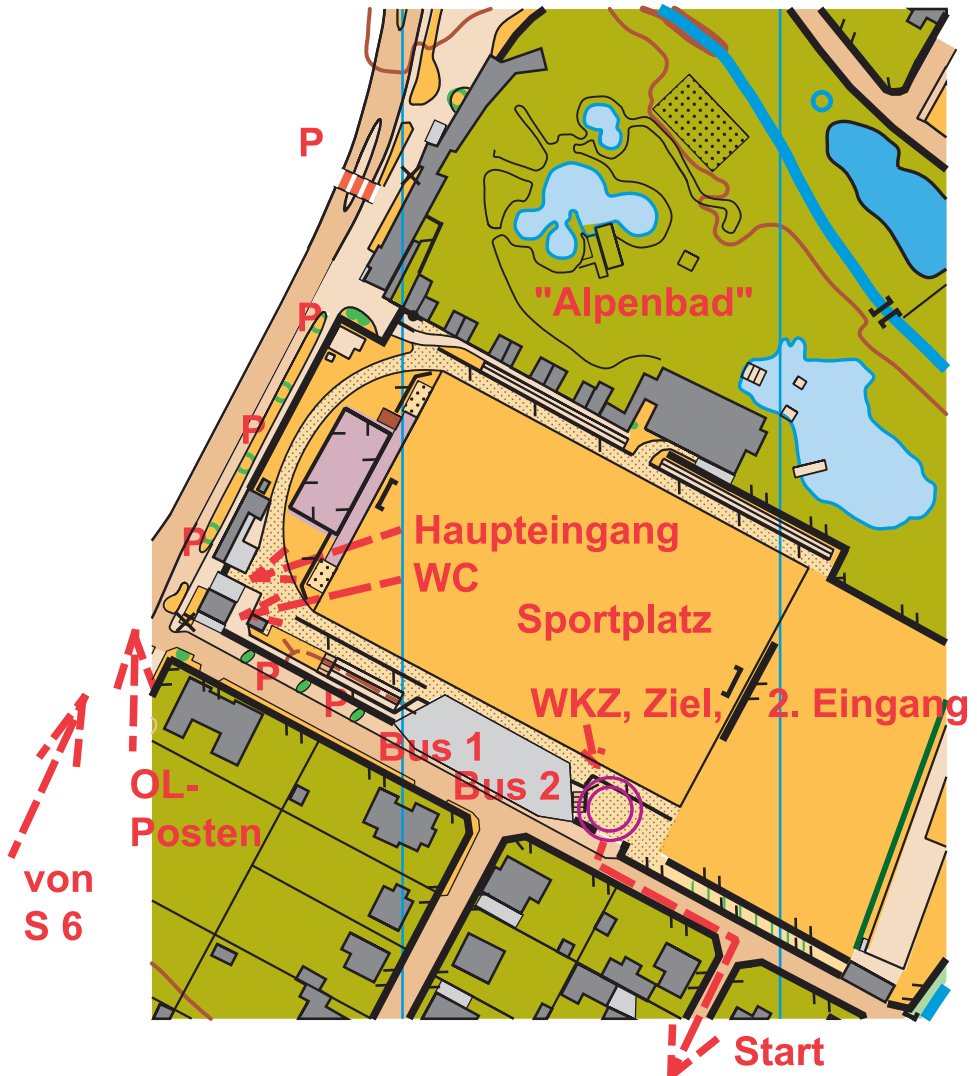 P
"Alpenbad"
P
P
Haupteingang
P
WC
Sportplatz
P
P
WKZ, Ziel, 2. Eingang
Bus 1
Bus 2
OL-
Posten
von
S 6
Start